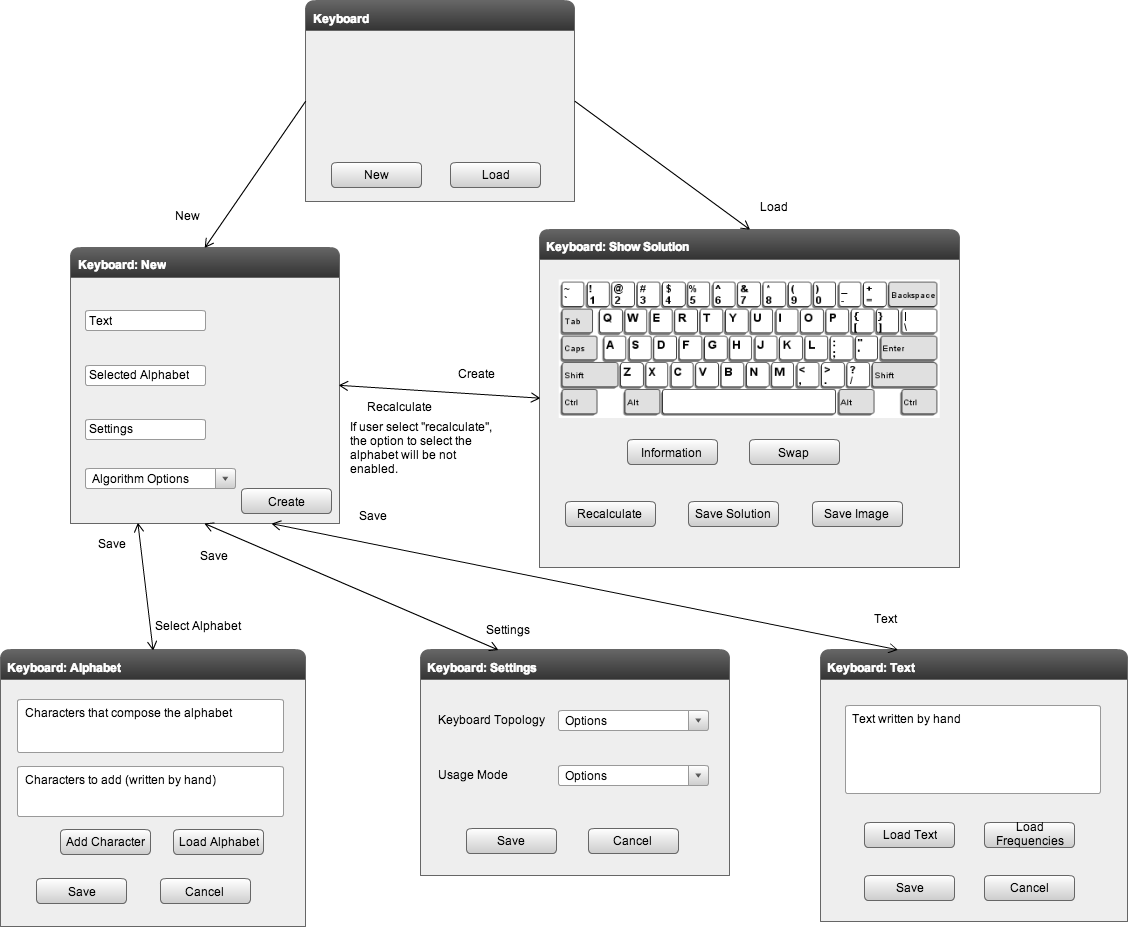 Keyboard
New Load
New
Load
Keyboard: New
Text
Selected Alphabet
Settings
Algorithm Options
Create
Keyboard: Show Solution
~ ! @ # $ % ^ & * ( ) _ +
` 1 2 3 4 5 6 7 8 9 0 - = Backspace
Tab Q W E R T Y U I O P { [ } ] | \
Caps A S D F G H J K L : ; " ' Enter
Shift Z X C V B N M < , > . ? / Shift
Ctrl Alt Alt Ctrl
Information Swap
Recalculate Save Solution Save Image
Create
Recalculate
If user select "recalculate",
the option to select the
alphabet will be not
enabled.
Save
Save
Save
Select Alphabet
Settings
Text
Keyboard: Alphabet
Characters that compose the alphabet
Characters to add (written by hand)
Add Character Load Alphabet
Save Cancel
Keyboard: Settings
Keyboard Topology Options
Usage Mode Options
Save Cancel
Keyboard: Text
Text written by hand
Load Text Load
Frequencies
Save Cancel